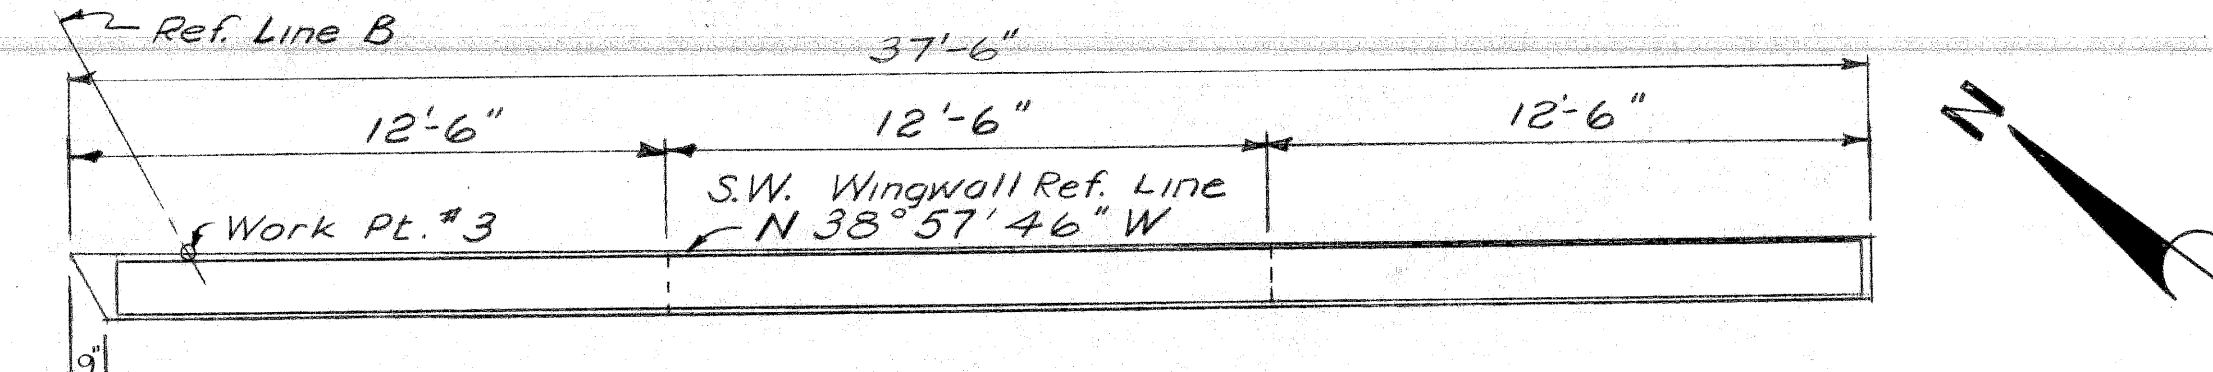 Ref. Line B
37'-6"
12'-6" 12'-6" 12'-6"
N
S.W. Wingwall Ref. Line
N 38° 57' 46" W
Work Pt. #3
9"